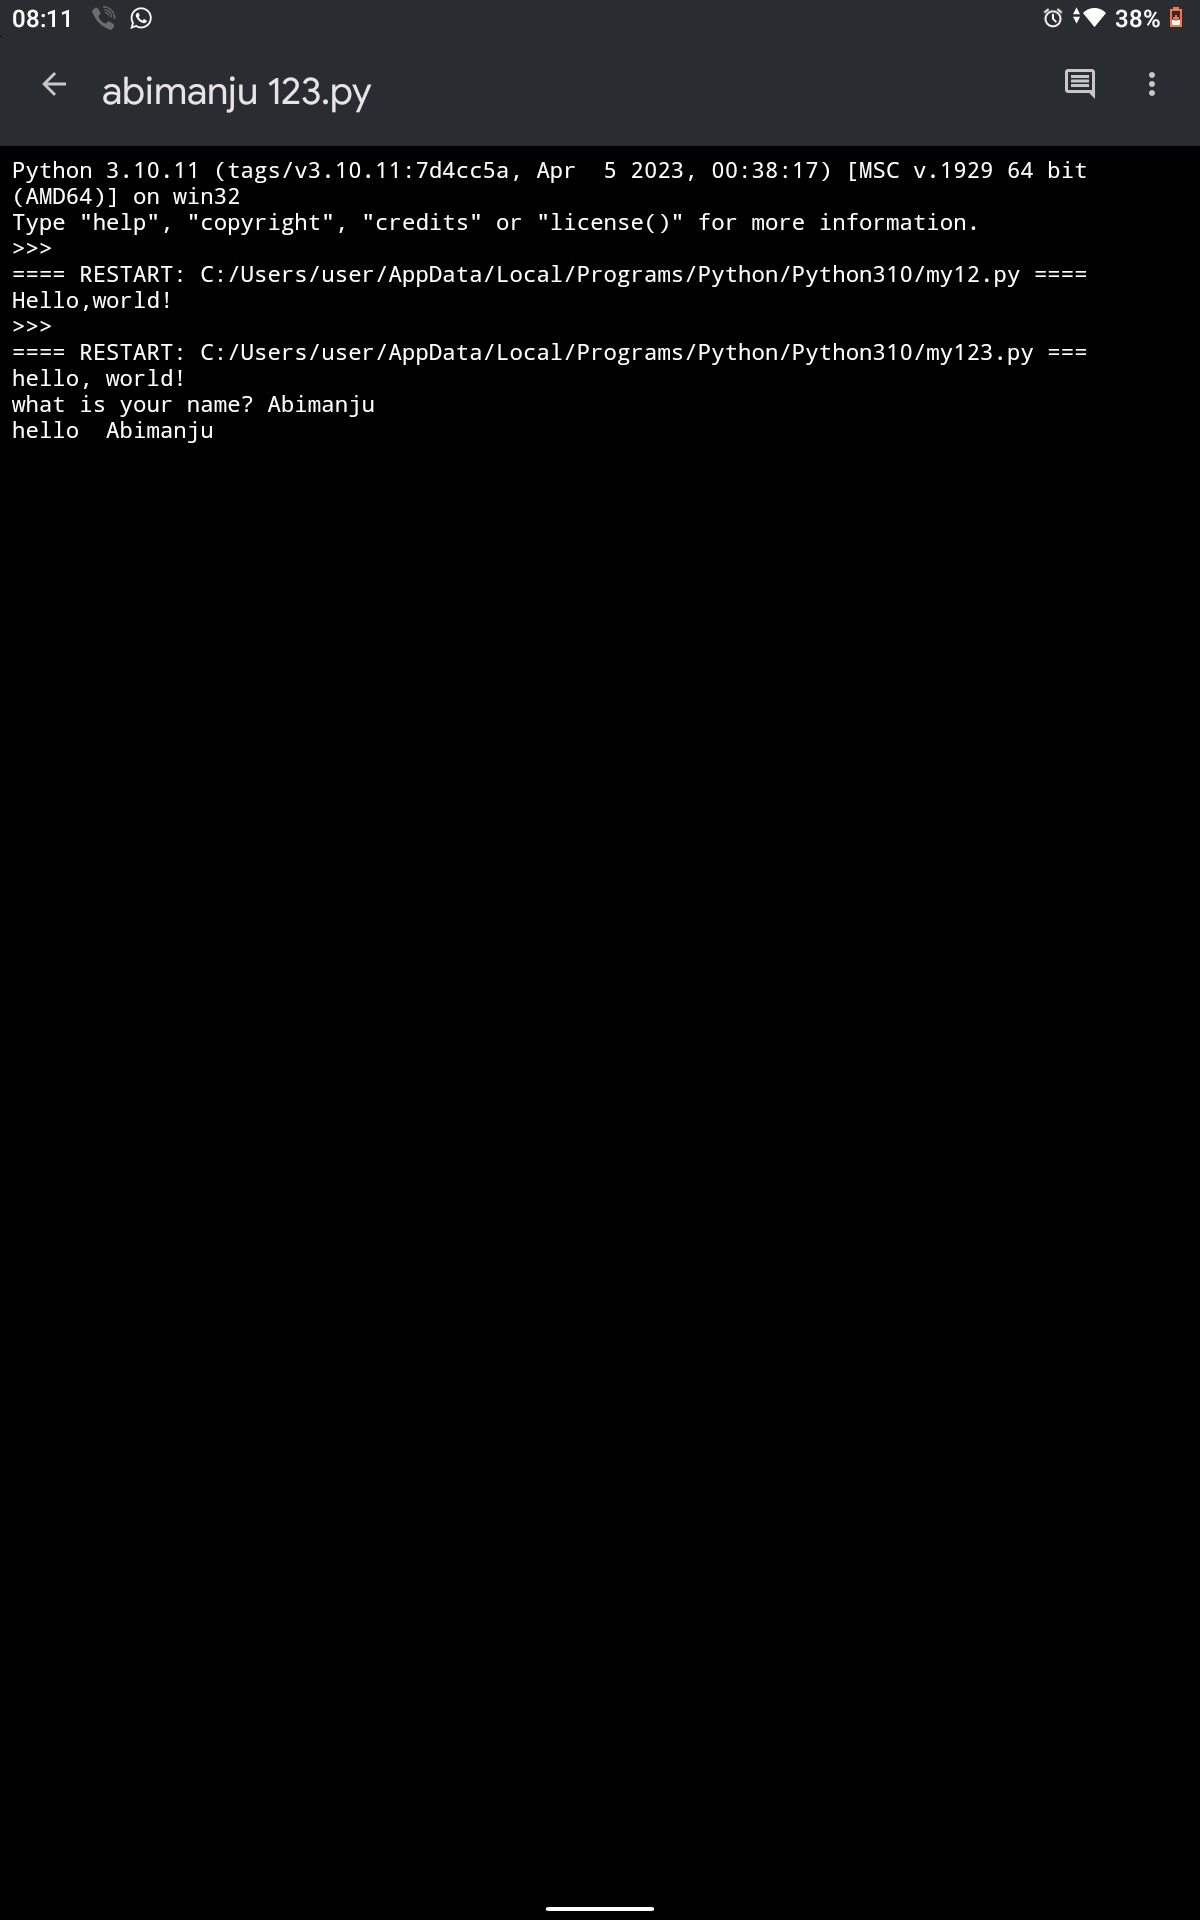 08:11 38%
abimanju 123.py
Python 3.10.11 (tags/v3.10.11:7d4cc5a, Apr  5 2023, 00:38:17) [MSC v.1929 64 bit
(AMD64)] on win32
Type "help", "copyright", "credits" or "license()" for more information.
>>>
==== RESTART: C:/Users/user/AppData/Local/Programs/Python/Python310/my12.py ====
Hello,world!
>>>
==== RESTART: C:/Users/user/AppData/Local/Programs/Python/Python310/my123.py ===
hello, world!
what is your name? Abimanju
hello  Abimanju